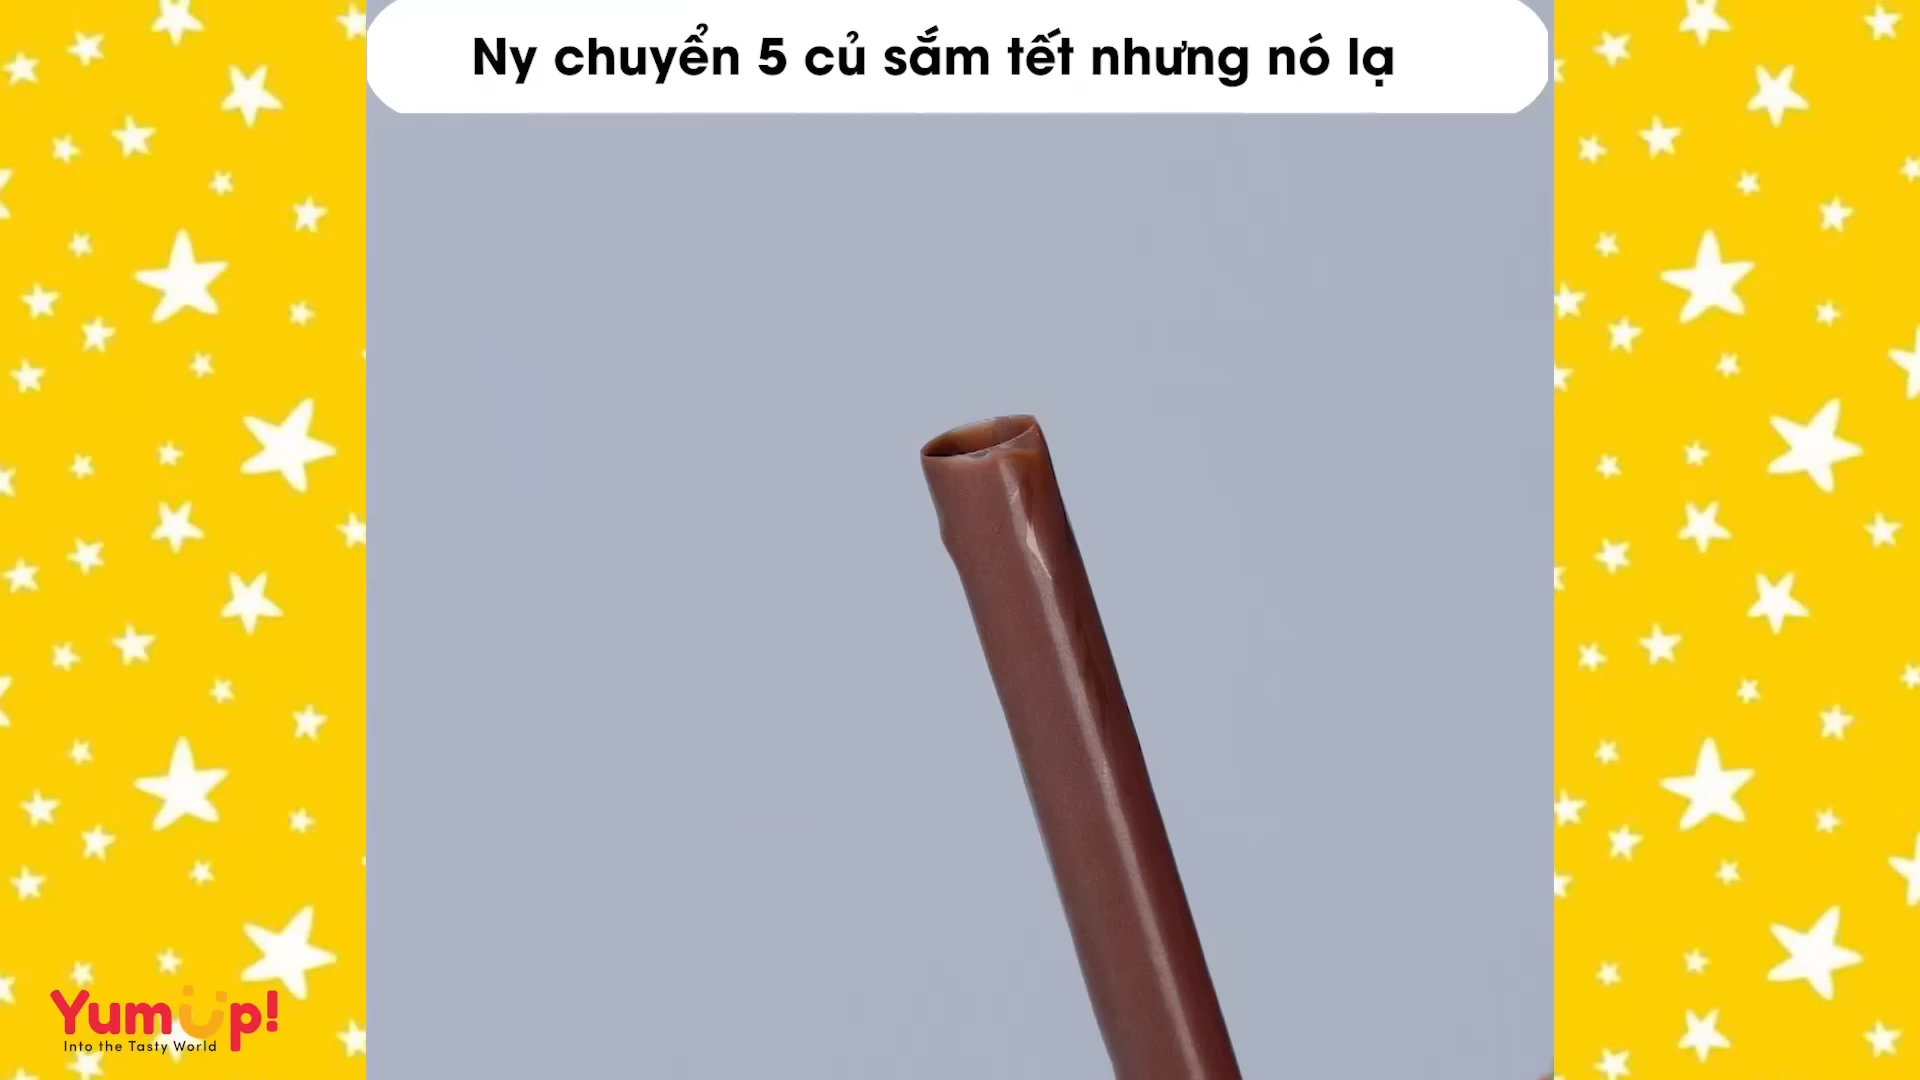 Ny chuyển 5 củ sắm tết nhưng nó lạ
YumUp!
Into the Tasty World